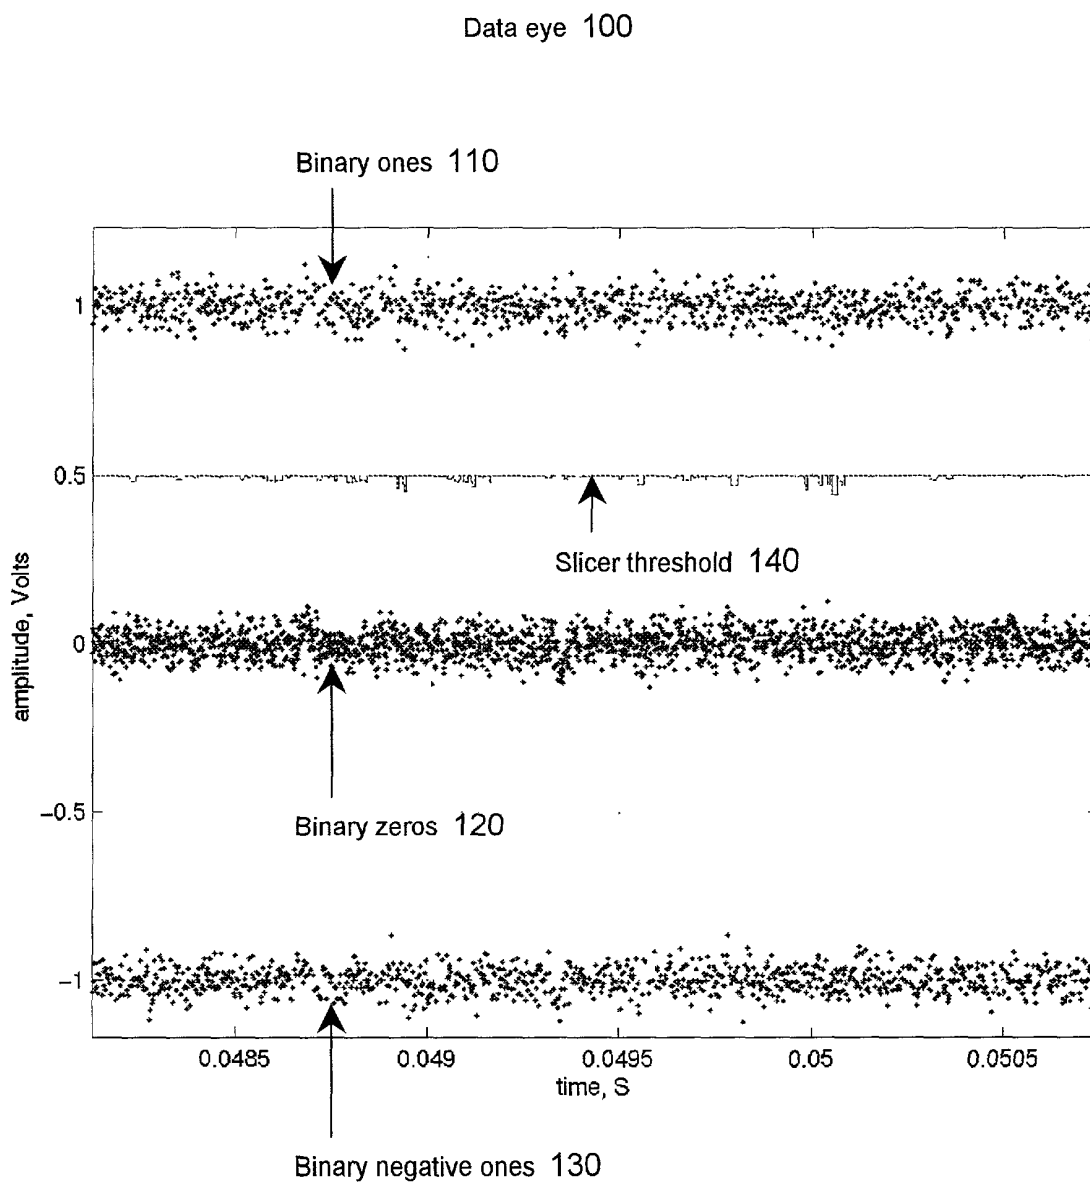 Data eye 100
Binary ones 110
1
0.5
Slicer threshold 140
amplitude, Volts
0
−0.5
Binary zeros 120
−1
0.0485 0.049 0.0495 0.05 0.0505
time, S
Binary negative ones 130